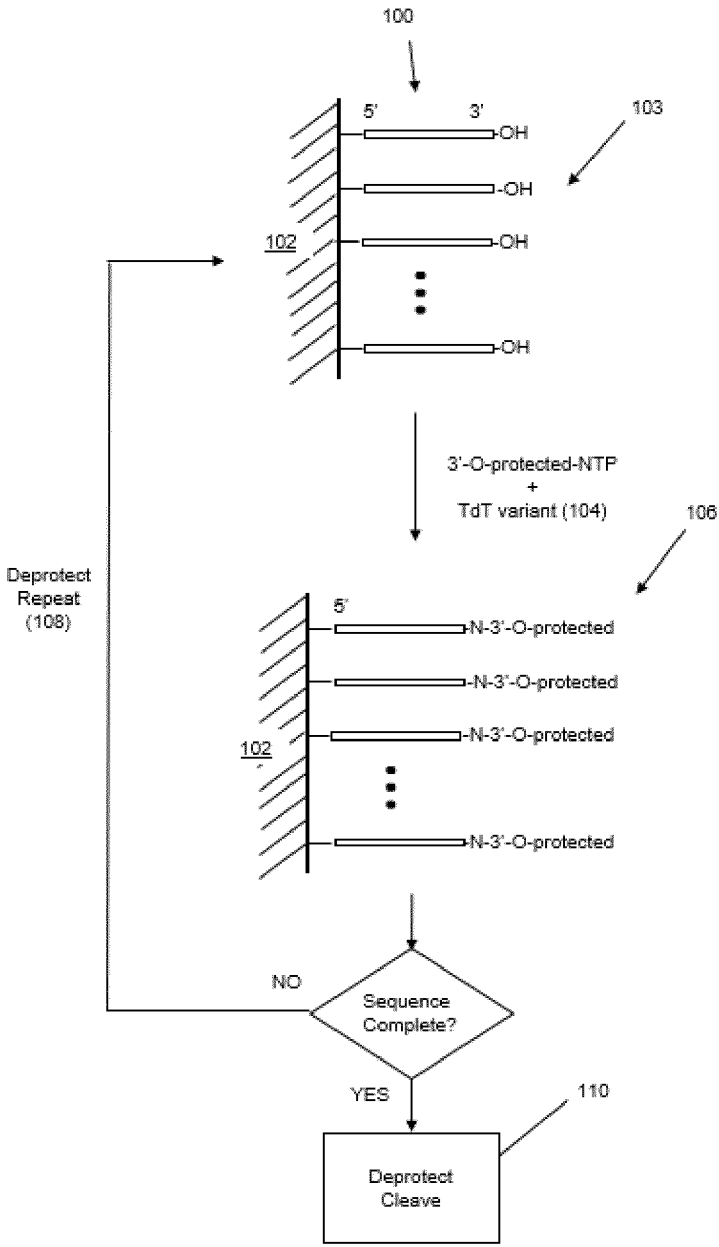 100
5' 3'
103
-OH
-OH
102
-OH
-OH
3'-O-protected-NTP
+
TdT variant (104)
106
Deprotect
Repeat
(108)
5'
-N-3'-O-protected
-N-3'-O-protected
102
-N-3'-O-protected
-N-3'-O-protected
NO
Sequence
Complete?
YES
110
Deprotect
Cleave